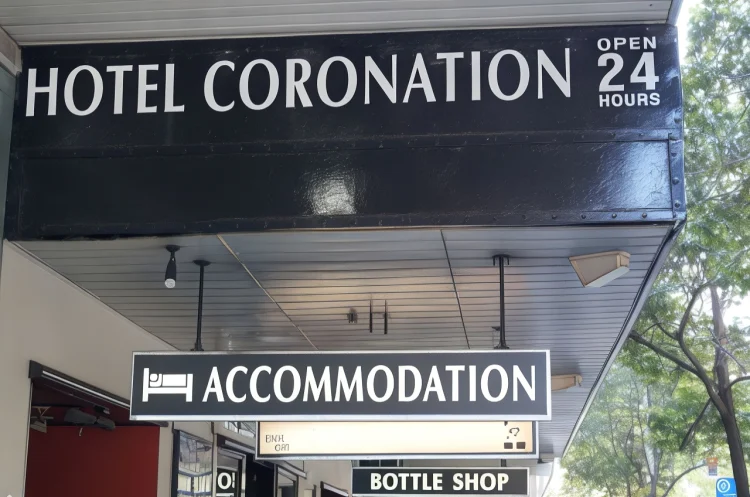 HOTEL CORONATION
OPEN
24
HOURS
ACCOMMODATION
BOTTLE SHOP